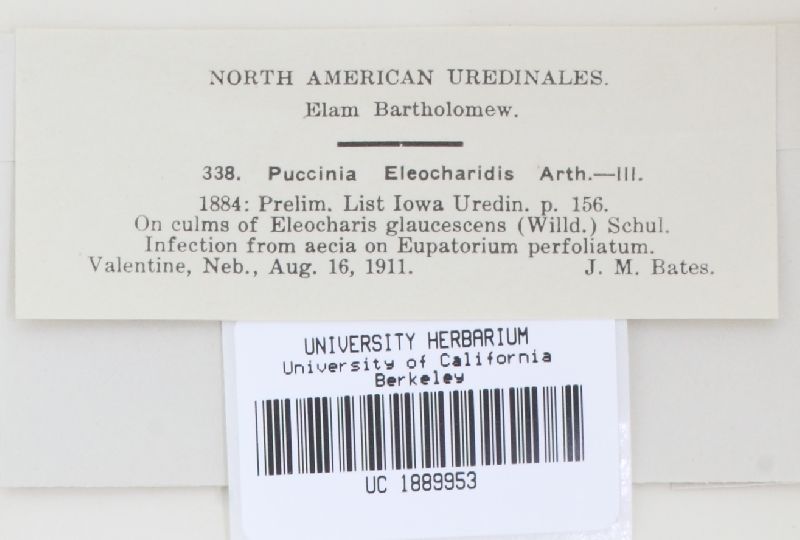 NORTH AMERICAN UREDINALES.
Elam Bartholomew.
338. Puccinia Eleocharidis Arth.—III.
1884: Prelim. List Iowa Uredin. p. 156.
On culms of Eleocharis glaucescens (Willd.) Schul.
Infection from aecia on Eupatorium perfoliatum.
Valentine, Neb., Aug. 16, 1911. J. M. Bates.
UNIVERSITY HERBARIUM
University of California
Berkeley
UC 1889953